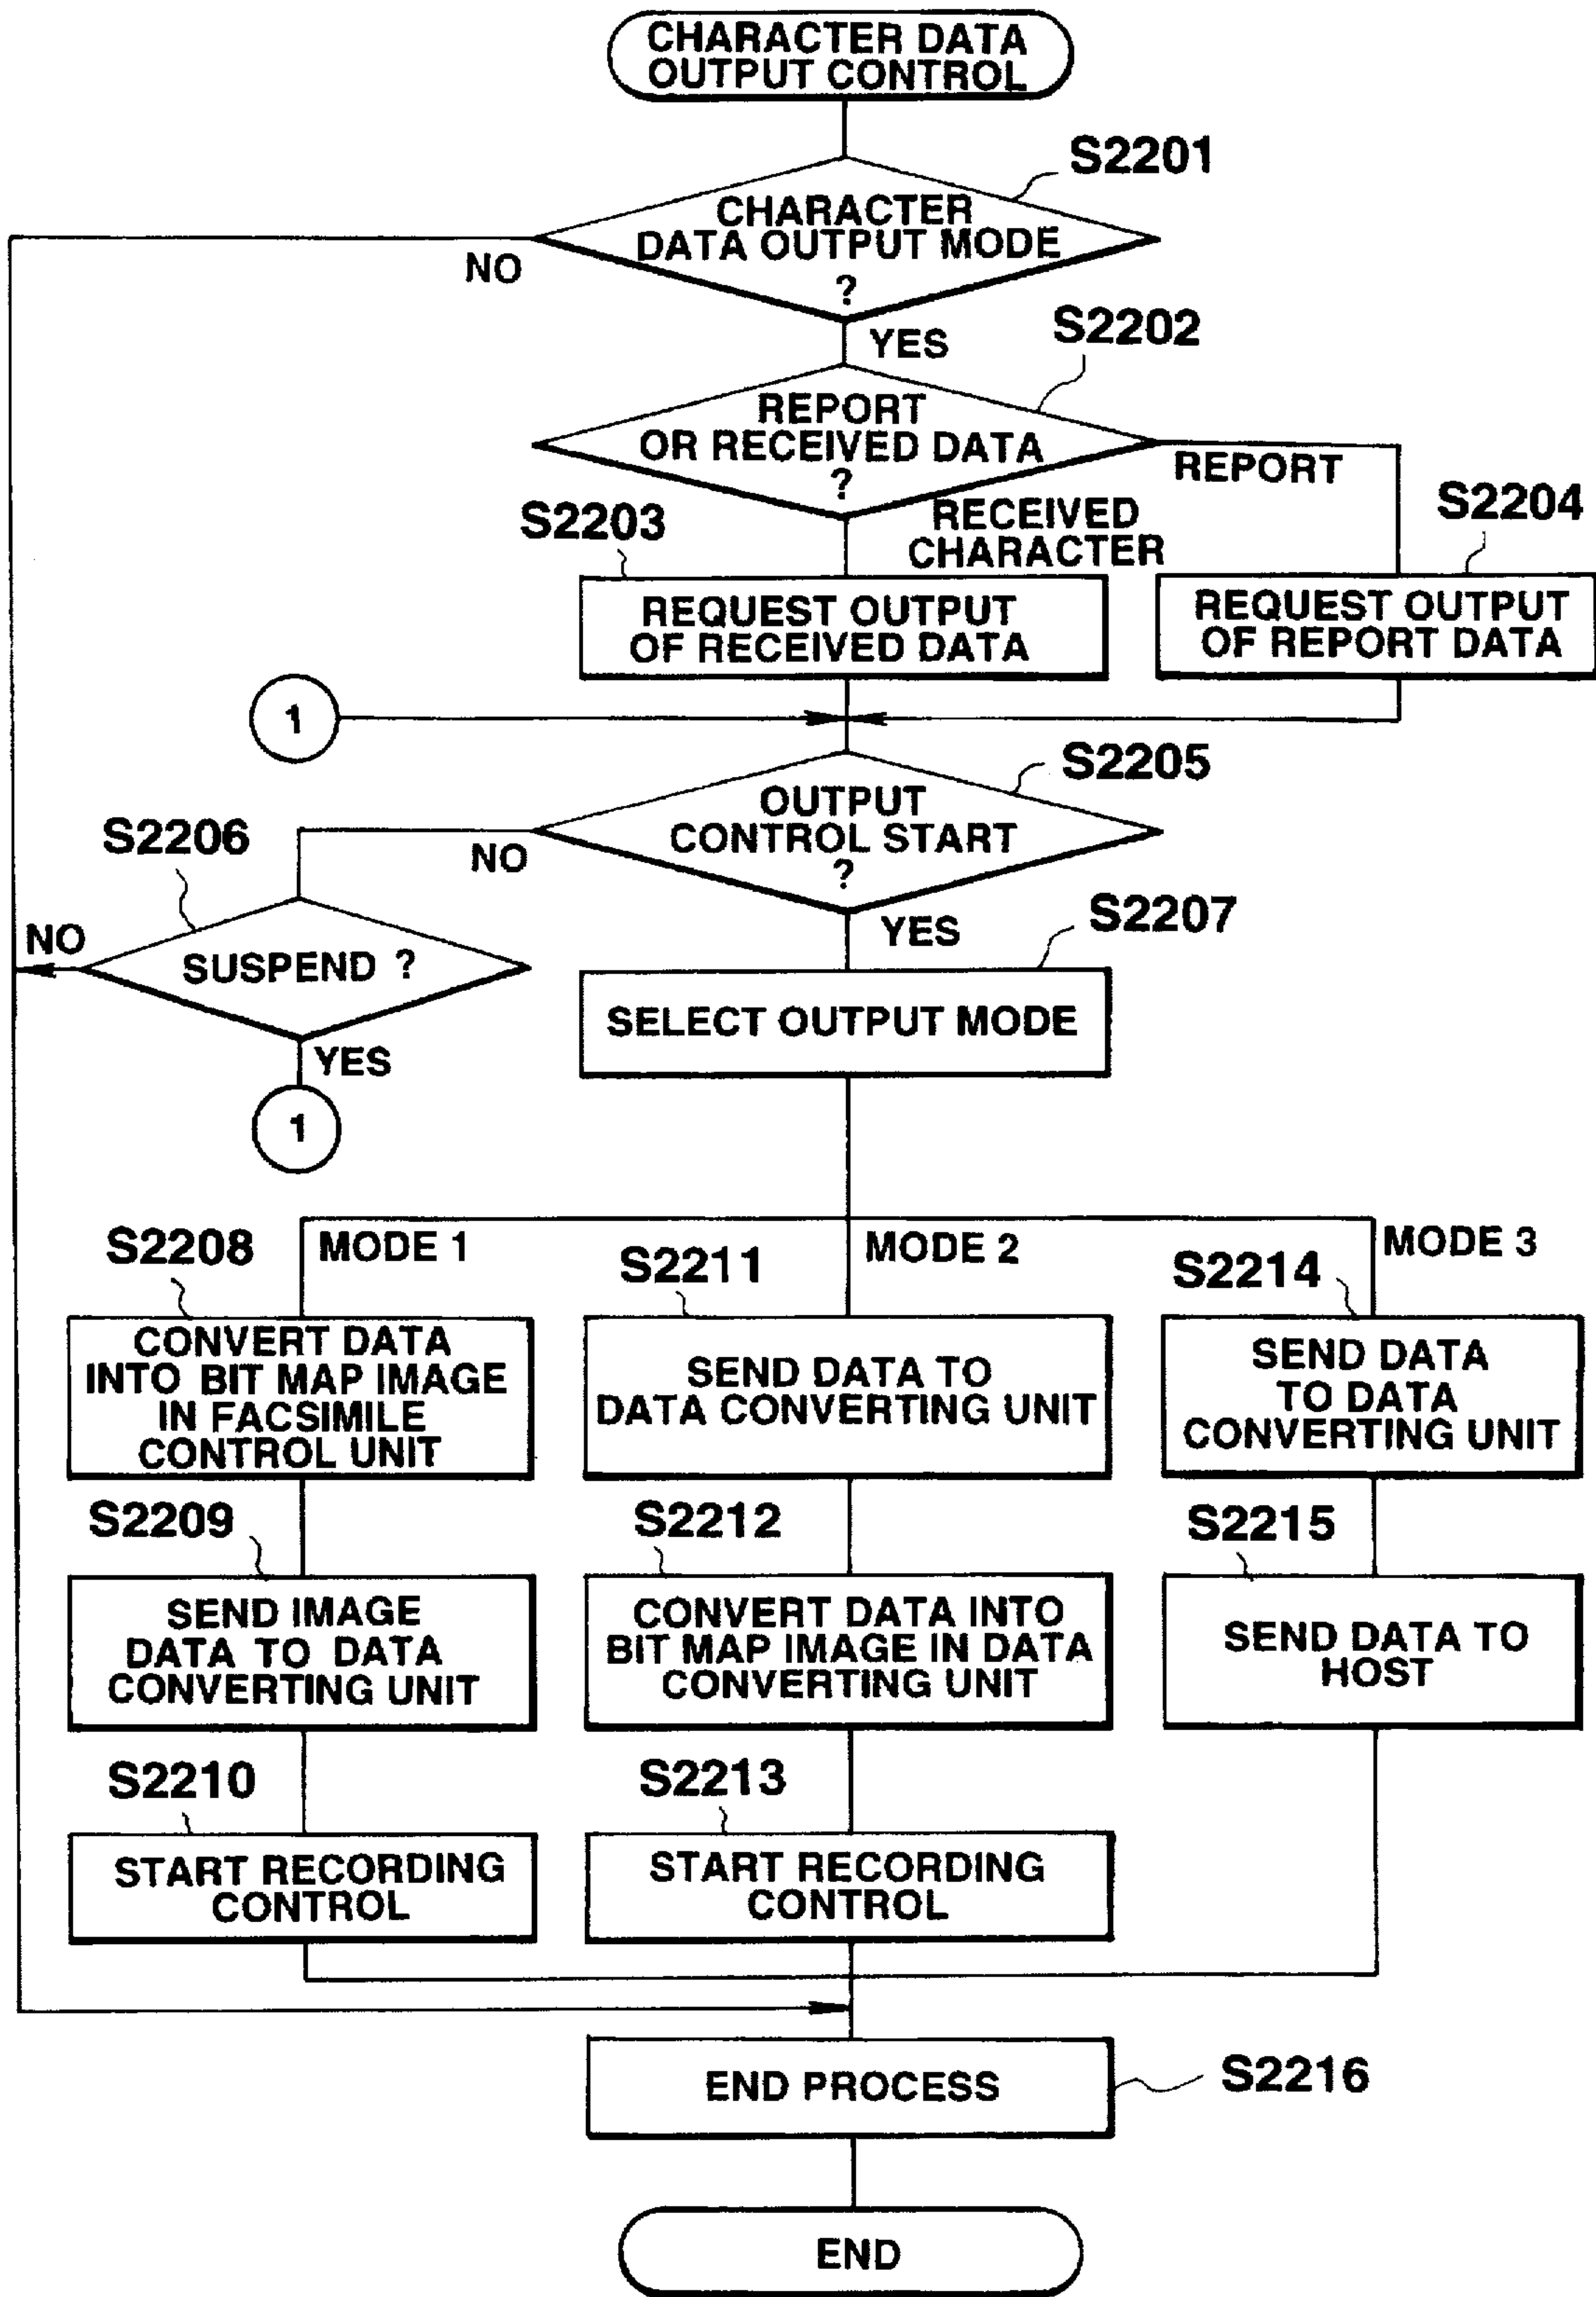 CHARACTER DATA
OUTPUT CONTROL
S2201
CHARACTER
DATA OUTPUT MODE
?
NO
YES
S2202
REPORT
OR RECEIVED DATA
?
REPORT
RECEIVED
CHARACTER
S2203
REQUEST OUTPUT
OF RECEIVED DATA
S2204
REQUEST OUTPUT
OF REPORT DATA
1
S2205
OUTPUT
CONTROL START
?
NO
YES
S2206
SUSPEND ?
NO
YES
1
S2207
SELECT OUTPUT MODE
MODE 1
MODE 2
MODE 3
S2208
CONVERT DATA
INTO BIT MAP IMAGE
IN FACSIMILE
CONTROL UNIT
S2211
SEND DATA TO
DATA CONVERTING UNIT
S2214
SEND DATA
TO DATA
CONVERTING UNIT
S2209
SEND IMAGE
DATA TO DATA
CONVERTING UNIT
S2212
CONVERT DATA INTO
BIT MAP IMAGE IN DATA
CONVERTING UNIT
S2215
SEND DATA TO
HOST
S2210
START RECORDING
CONTROL
S2213
START RECORDING
CONTROL
END PROCESS
S2216
END